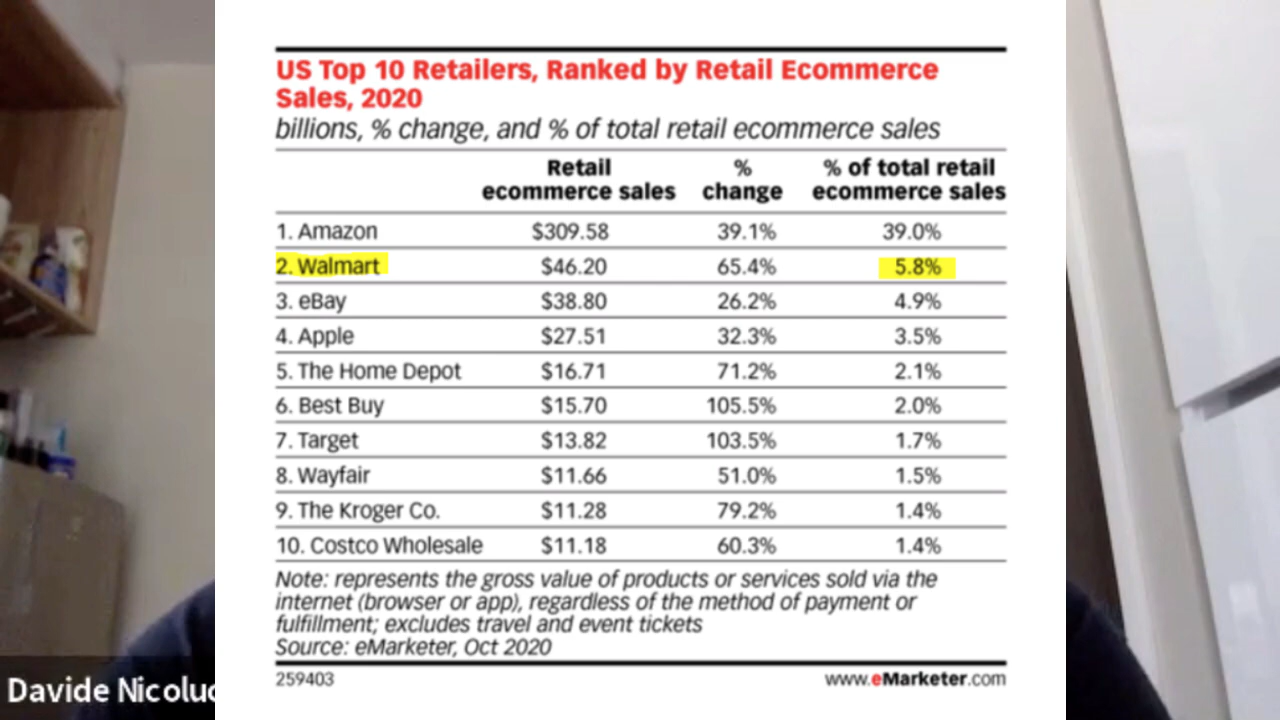 US Top 10 Retailers, Ranked by Retail Ecommerce
Sales, 2020
billions, % change, and % of total retail ecommerce sales
Retail ecommerce sales % change % of total retail ecommerce sales
1. Amazon $309.58 39.1% 39.0%
2. Walmart $46.20 65.4% 5.8%
3. eBay $38.80 26.2% 4.9%
4. Apple $27.51 32.3% 3.5%
5. The Home Depot $16.71 71.2% 2.1%
6. Best Buy $15.70 105.5% 2.0%
7. Target $13.82 103.5% 1.7%
8. Wayfair $11.66 51.0% 1.5%
9. The Kroger Co. $11.28 79.2% 1.4%
10. Costco Wholesale $11.18 60.3% 1.4%
Note: represents the gross value of products or services sold via the
internet (browser or app), regardless of the method of payment or
fulfillment; excludes travel and event tickets
Source: eMarketer, Oct 2020
259403 www.eMarketer.com
Davide Nicoluc